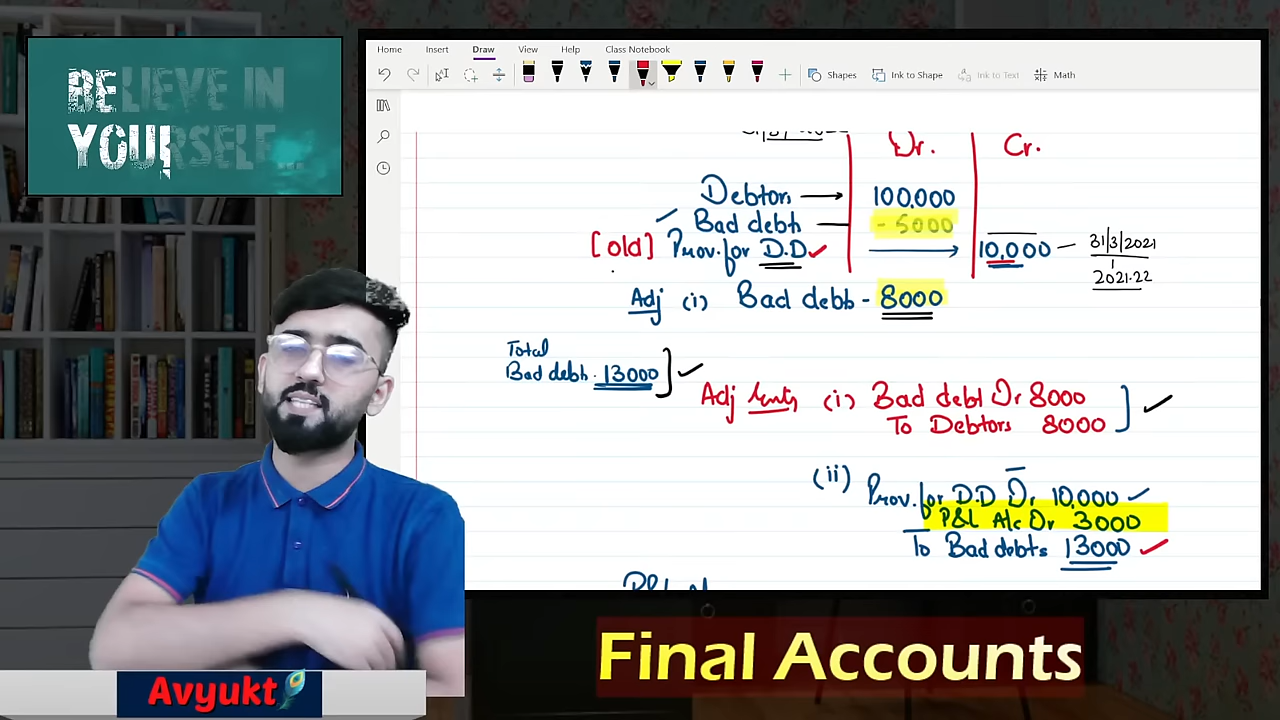 BELIEVE IN
YOURSELF...
Home Insert Draw View Help Class Notebook
Shapes Ink to Shape Ink to Text Math
Dr. Cr.
Debtors 100,000
Bad debt - 5000
[old] Prov. for D.D 10,000 31/3/2021
2021-22
Adj (i) Bad debt - 8000
Total
Bad debt - 13000
Adj (i) Bad debt Dr 8000
To Debtors 8000
(ii)
Prov. for D.D Dr 10,000
P&L A/c Dr 3000
To Bad debts 13000
Final Accounts
Avyukt